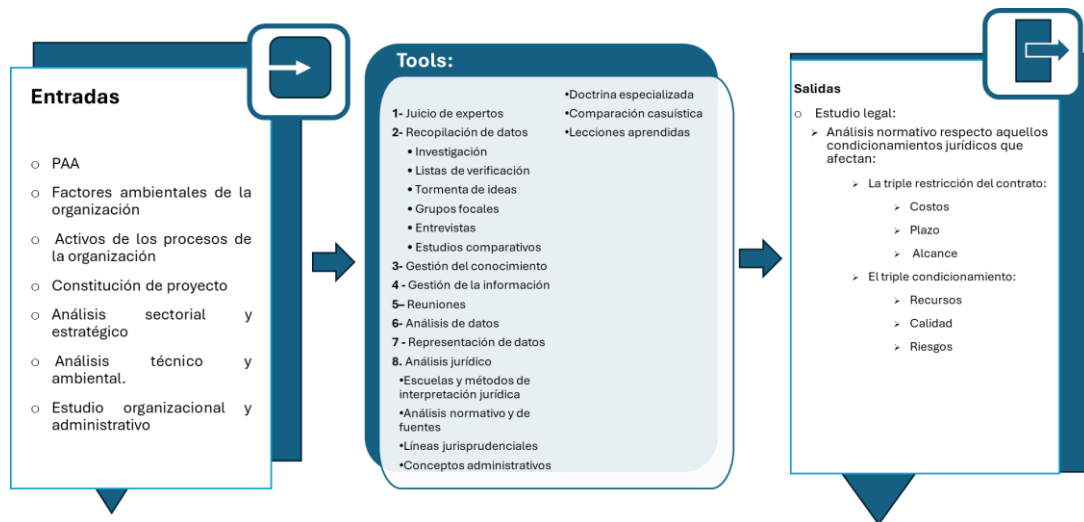 Entradas
o PAA
o Factores ambientales de la
organización
o Activos de los procesos de
la organización
o Constitución de proyecto
o Análisis sectorial y
estratégico
o Análisis técnico y
ambiental.
o Estudio organizacional y
administrativo
Tools:
1- Juicio de expertos
2- Recopilación de datos
• Investigación
• Listas de verificación
• Tormenta de ideas
• Grupos focales
• Entrevistas
• Estudios comparativos
3- Gestión del conocimiento
4 - Gestión de la información
5– Reuniones
6- Análisis de datos
7 - Representación de datos
8. Análisis jurídico
•Escuelas y métodos de
interpretación jurídica
•Análisis normativo y de
fuentes
•Líneas jurisprudenciales
•Conceptos administrativos
•Doctrina especializada
•Comparación casuística
•Lecciones aprendidas
Salidas
o Estudio legal:
➢ Análisis normativo respecto aquellos
condicionamientos jurídicos que
afectan:
➢ La triple restricción del contrato:
➢ Costos
➢ Plazo
➢ Alcance
➢ El triple condicionamiento:
➢ Recursos
➢ Calidad
➢ Riesgos